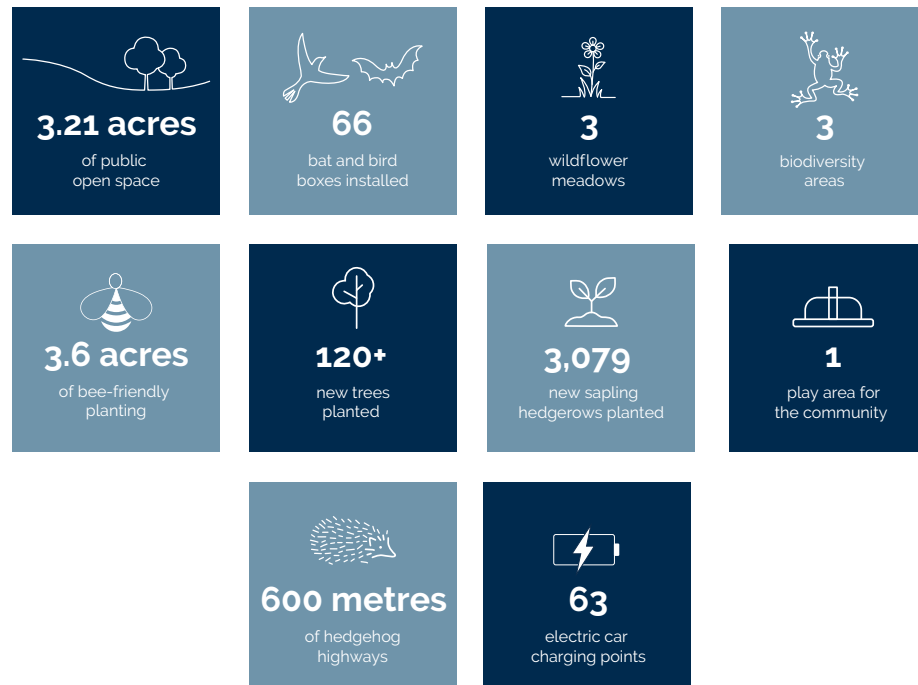 3.21 acres
of public
open space
66
bat and bird
boxes installed
3
wildflower
meadows
3
biodiversity
areas
3.6 acres
of bee-friendly
planting
120+
new trees
planted
3,079
new sapling
hedgerows planted
1
play area for
the community
600 metres
of hedgehog
highways
63
electric car
charging points